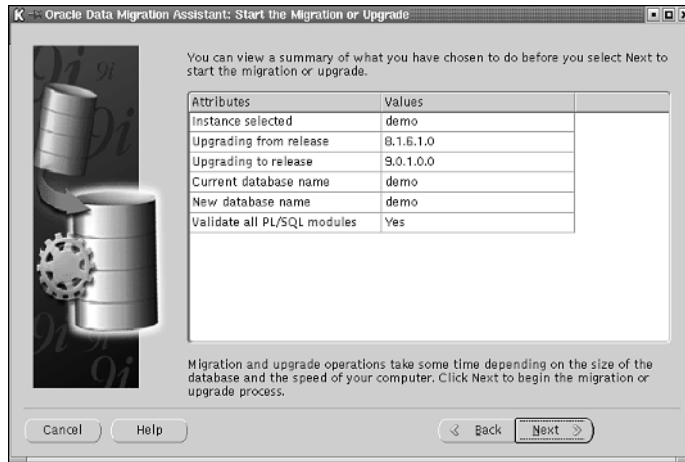 Oracle Data Migration Assistant: Start the Migration or Upgrade
9i
9i
You can view a summary of what you have chosen to do before you select Next to
start the migration or upgrade.
Attributes Values
Instance selected demo
Upgrading from release 8.1.6.1.0
Upgrading to release 9.0.1.0.0
Current database name demo
New database name demo
Validate all PL/SQL modules Yes
9i
9i
9i
Migration and upgrade operations take some time depending on the size of the
database and the speed of your computer. Click Next to begin the migration or
upgrade process.
Cancel Help Back Next